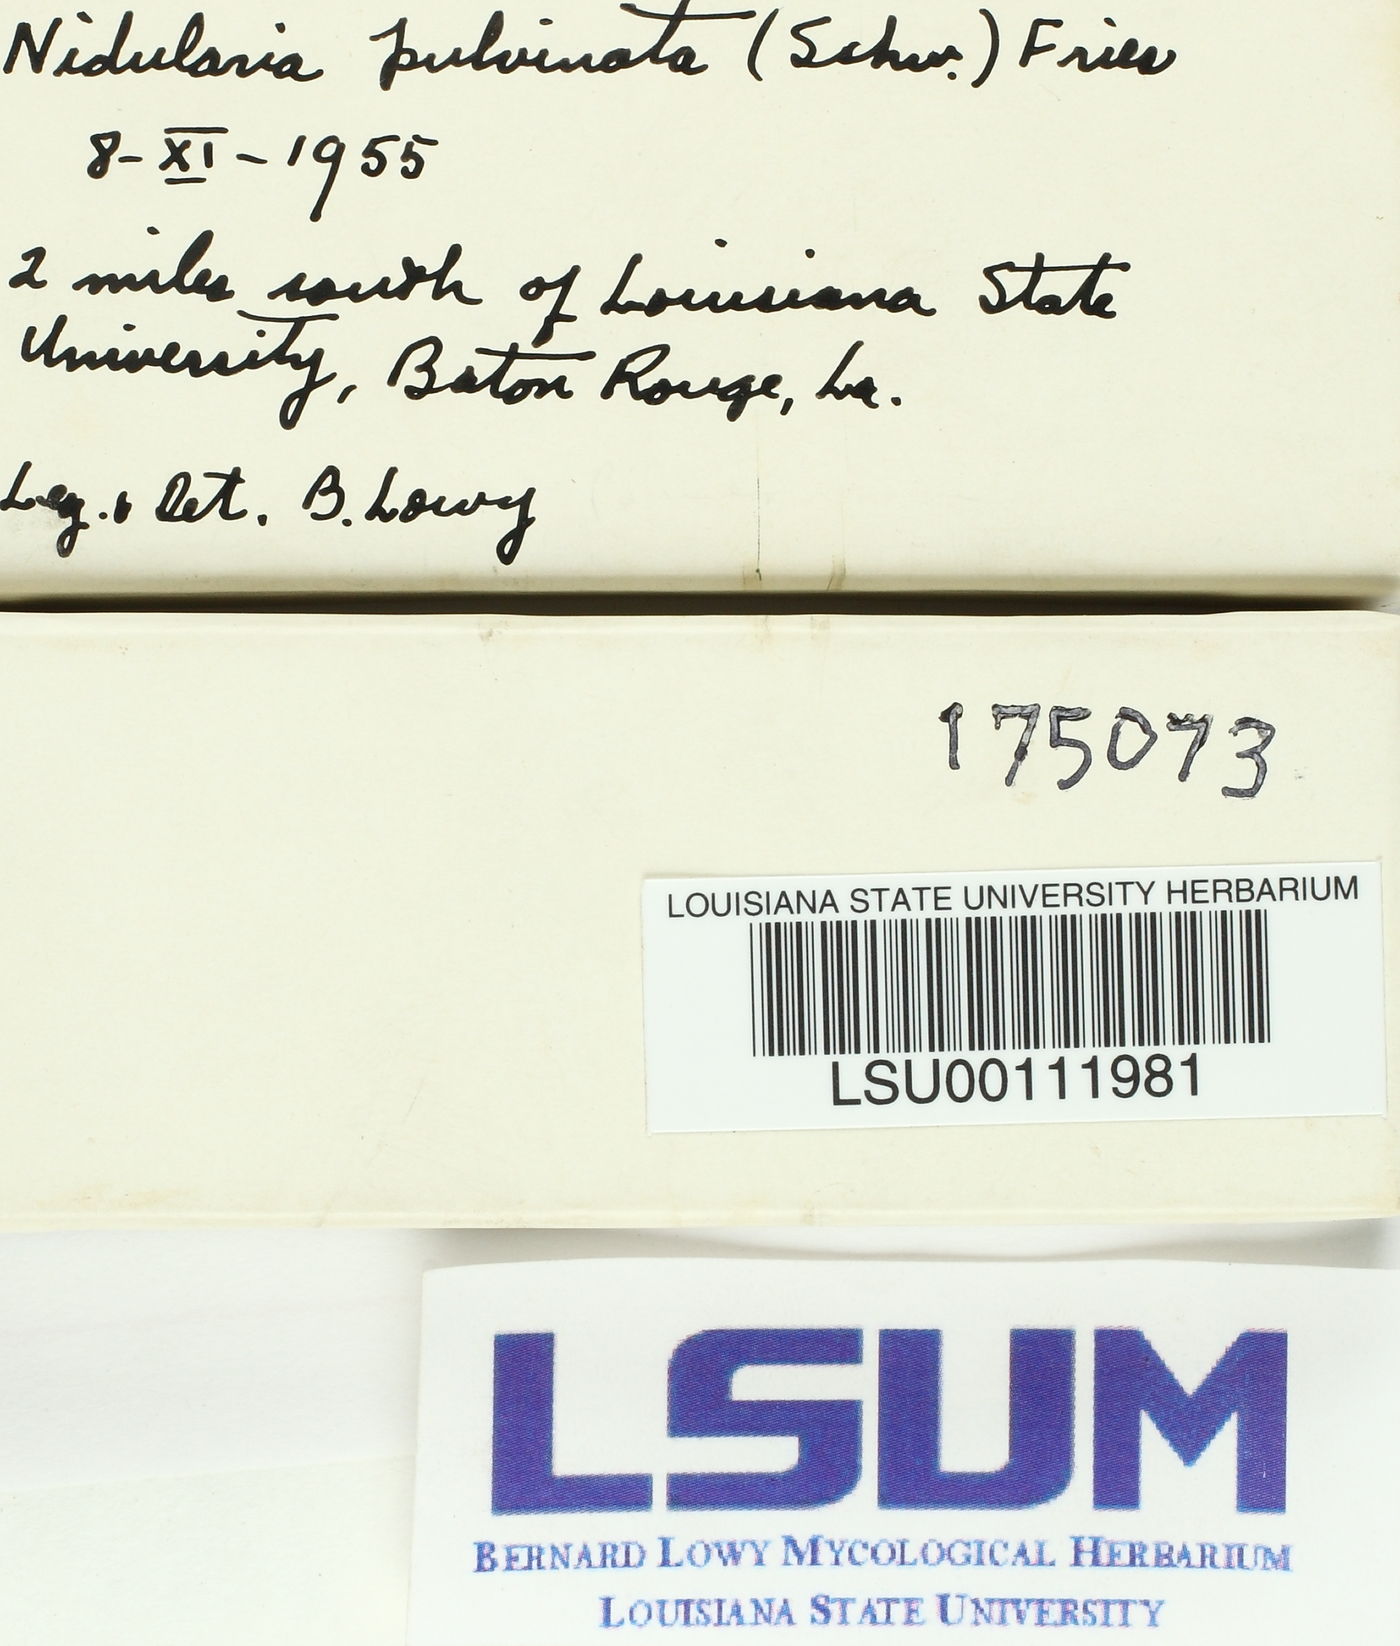 Nidularia pulvinata (Schw.) Fries
8-XI-1955
2 miles south of Louisiana State
University, Baton Rouge, La.
Leg. & Det. B. Lowy
175073
LOUISIANA STATE UNIVERSITY HERBARIUM
LSU00111981
LSUM
BERNARD LOWY MYCOLOGICAL HERBARIUM
LOUISIANA STATE UNIVERSITY